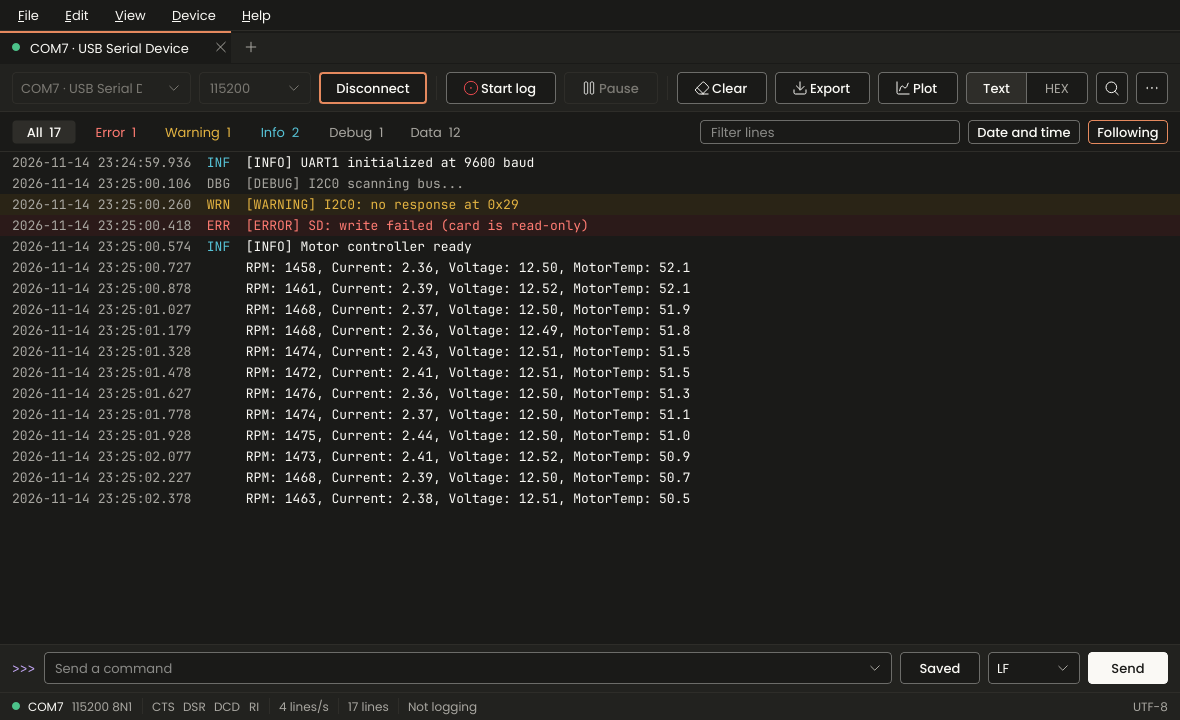 File Edit View Device Help
COM7 · USB Serial Device
COM7 · USB Serial D 115200 Disconnect Start log Pause Clear Export Plot Text HEX ...
All 17 Error 1 Warning 1 Info 2 Debug 1 Data 12 Filter lines Date and time Following
2026-11-14 23:24:59.936 INF [INFO] UART1 initialized at 9600 baud
2026-11-14 23:25:00.106 DBG [DEBUG] I2C0 scanning bus...
2026-11-14 23:25:00.260 WRN [WARNING] I2C0: no response at 0x29
2026-11-14 23:25:00.418 ERR [ERROR] SD: write failed (card is read-only)
2026-11-14 23:25:00.574 INF [INFO] Motor controller ready
2026-11-14 23:25:00.727 RPM: 1458, Current: 2.36, Voltage: 12.50, MotorTemp: 52.1
2026-11-14 23:25:00.878 RPM: 1461, Current: 2.39, Voltage: 12.52, MotorTemp: 52.1
2026-11-14 23:25:01.027 RPM: 1468, Current: 2.37, Voltage: 12.50, MotorTemp: 51.9
2026-11-14 23:25:01.179 RPM: 1468, Current: 2.36, Voltage: 12.49, MotorTemp: 51.8
2026-11-14 23:25:01.328 RPM: 1474, Current: 2.43, Voltage: 12.51, MotorTemp: 51.5
2026-11-14 23:25:01.478 RPM: 1472, Current: 2.41, Voltage: 12.51, MotorTemp: 51.5
2026-11-14 23:25:01.627 RPM: 1476, Current: 2.36, Voltage: 12.50, MotorTemp: 51.3
2026-11-14 23:25:01.778 RPM: 1474, Current: 2.37, Voltage: 12.50, MotorTemp: 51.1
2026-11-14 23:25:01.928 RPM: 1475, Current: 2.44, Voltage: 12.50, MotorTemp: 51.0
2026-11-14 23:25:02.077 RPM: 1473, Current: 2.41, Voltage: 12.52, MotorTemp: 50.9
2026-11-14 23:25:02.227 RPM: 1468, Current: 2.39, Voltage: 12.50, MotorTemp: 50.7
2026-11-14 23:25:02.378 RPM: 1463, Current: 2.38, Voltage: 12.51, MotorTemp: 50.5
>>> Send a command Saved LF Send
COM7 115200 8N1 CTS DSR DCD RI 4 lines/s 17 lines Not logging UTF-8